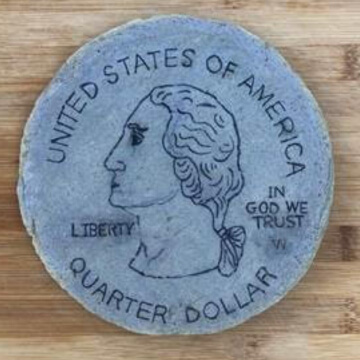 UNITED STATES OF AMERICA
LIBERTY
IN
GOD WE
TRUST
QUARTER DOLLAR